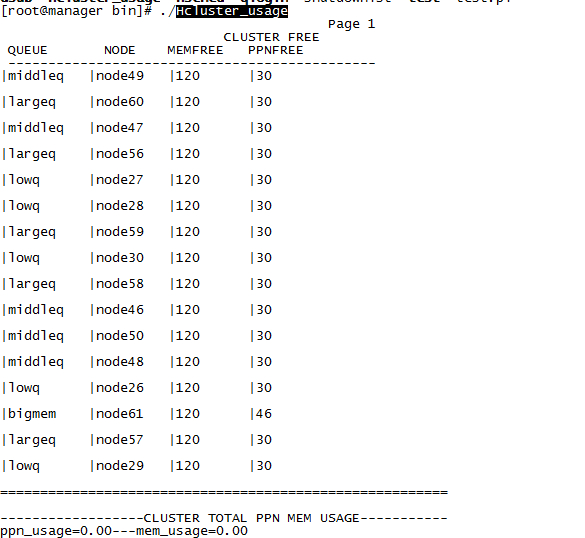 [root@manager bin]# ./Hcluster_usage
Page 1
CLUSTER FREE
QUEUE NODE MEMFREE PPNFREE
-----------------------------------------------
|middleq |node49 |120 |30
|largeq |node60 |120 |30
|middleq |node47 |120 |30
|largeq |node56 |120 |30
|lowq |node27 |120 |30
|lowq |node28 |120 |30
|largeq |node59 |120 |30
|lowq |node30 |120 |30
|largeq |node58 |120 |30
|middleq |node46 |120 |30
|middleq |node50 |120 |30
|middleq |node48 |120 |30
|lowq |node26 |120 |30
|bigmem |node61 |120 |46
|largeq |node57 |120 |30
|lowq |node29 |120 |30
========================================================
------------------CLUSTER TOTAL PPN MEM USAGE-----------
ppn_usage=0.00---mem_usage=0.00